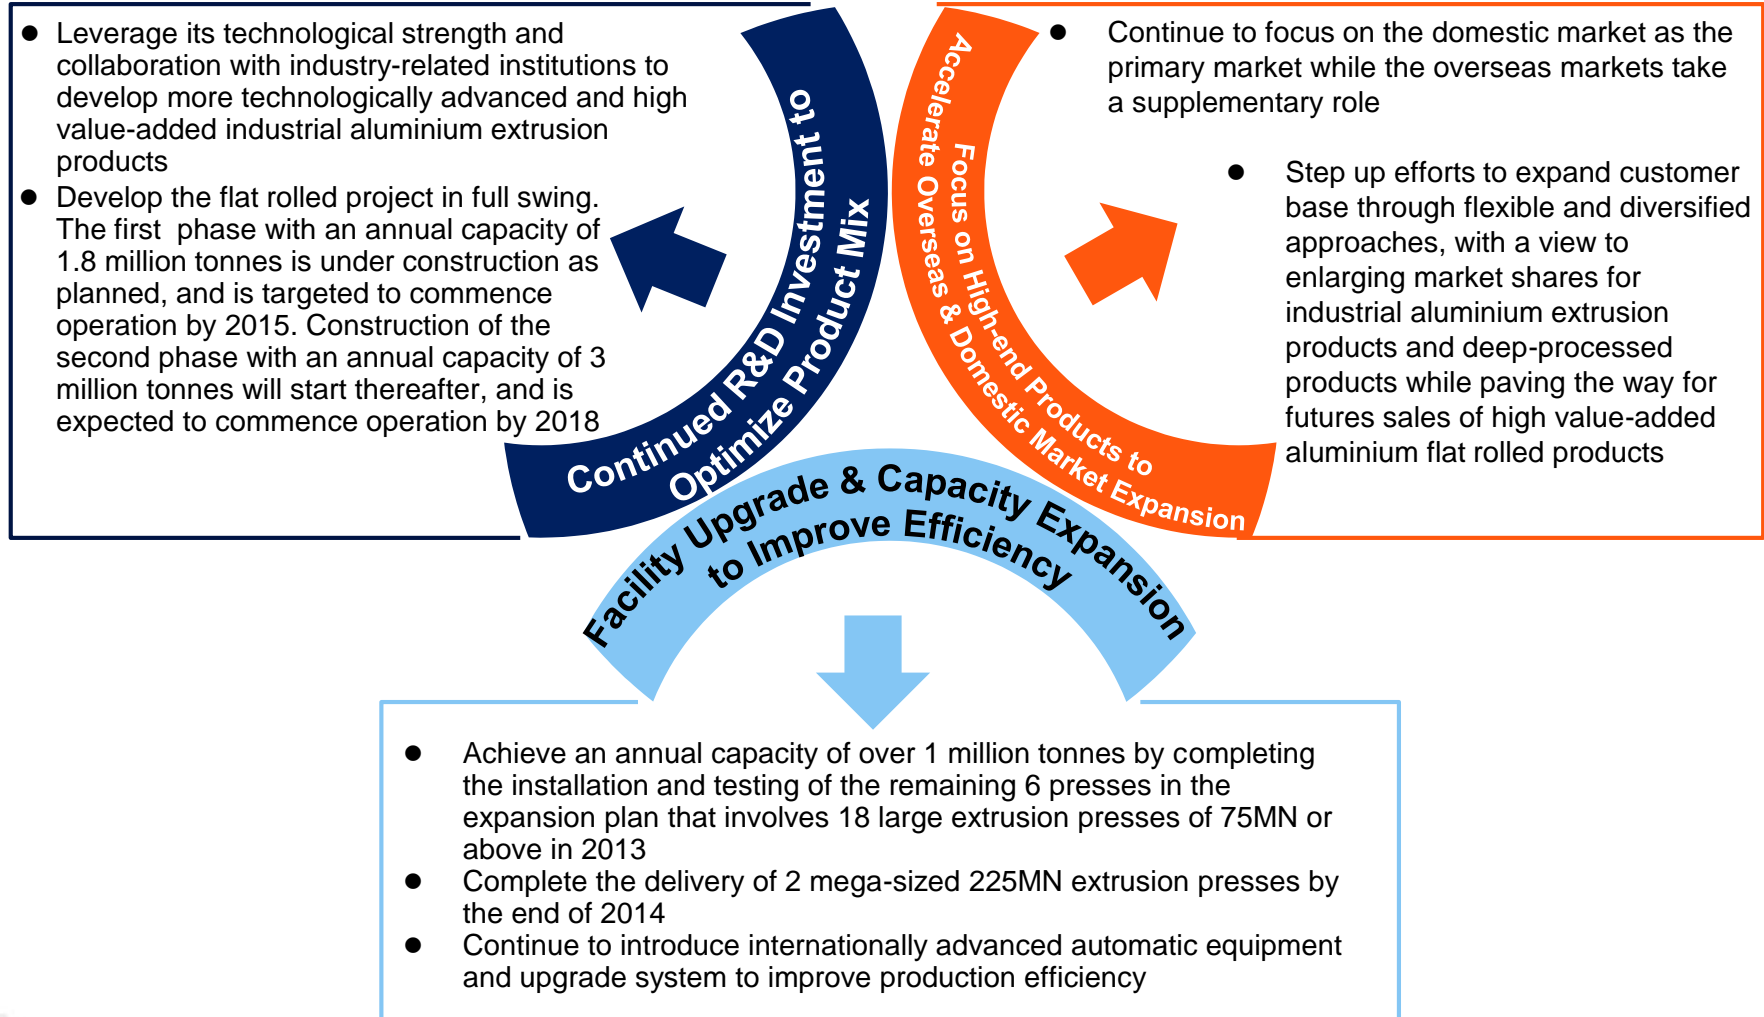 ● Leverage its technological strength and
collaboration with industry-related institutions to
develop more technologically advanced and high
value-added industrial aluminium extrusion
products
● Develop the flat rolled project in full swing.
The first  phase with an annual capacity of
1.8 million tonnes is under construction as
planned, and is targeted to commence
operation by 2015. Construction of the
second phase with an annual capacity of 3
million tonnes will start thereafter, and is
expected to commence operation by 2018
Continued R&D Investment to
Optimize Product Mix
Focus on High-end Products to
Accelerate Overseas & Domestic Market Expansion
● Continue to focus on the domestic market as the
primary market while the overseas markets take
a supplementary role
● Step up efforts to expand customer
base through flexible and diversified
approaches, with a view to
enlarging market shares for
industrial aluminium extrusion
products and deep-processed
products while paving the way for
futures sales of high value-added
aluminium flat rolled products
Facility Upgrade & Capacity Expansion
to Improve Efficiency
● Achieve an annual capacity of over 1 million tonnes by completing
the installation and testing of the remaining 6 presses in the
expansion plan that involves 18 large extrusion presses of 75MN or
above in 2013
● Complete the delivery of 2 mega-sized 225MN extrusion presses by
the end of 2014
● Continue to introduce internationally advanced automatic equipment
and upgrade system to improve production efficiency